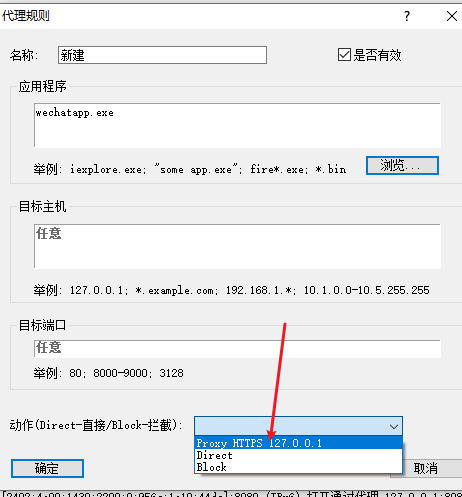 代理规则
名称: 新建 是否有效
应用程序
wechatapp.exe
举例: iexplore.exe; "some app.exe"; fire*.exe; *.bin 浏览...
目标主机
任意
举例: 127.0.0.1; *.example.com; 192.168.1.*; 10.1.0.0-10.5.255.255
目标端口
任意
举例: 80; 8000-9000; 3128
动作(Direct-直接/Block-拦截):
Proxy HTTPS 127.0.0.1
Direct
Block
确定 取消